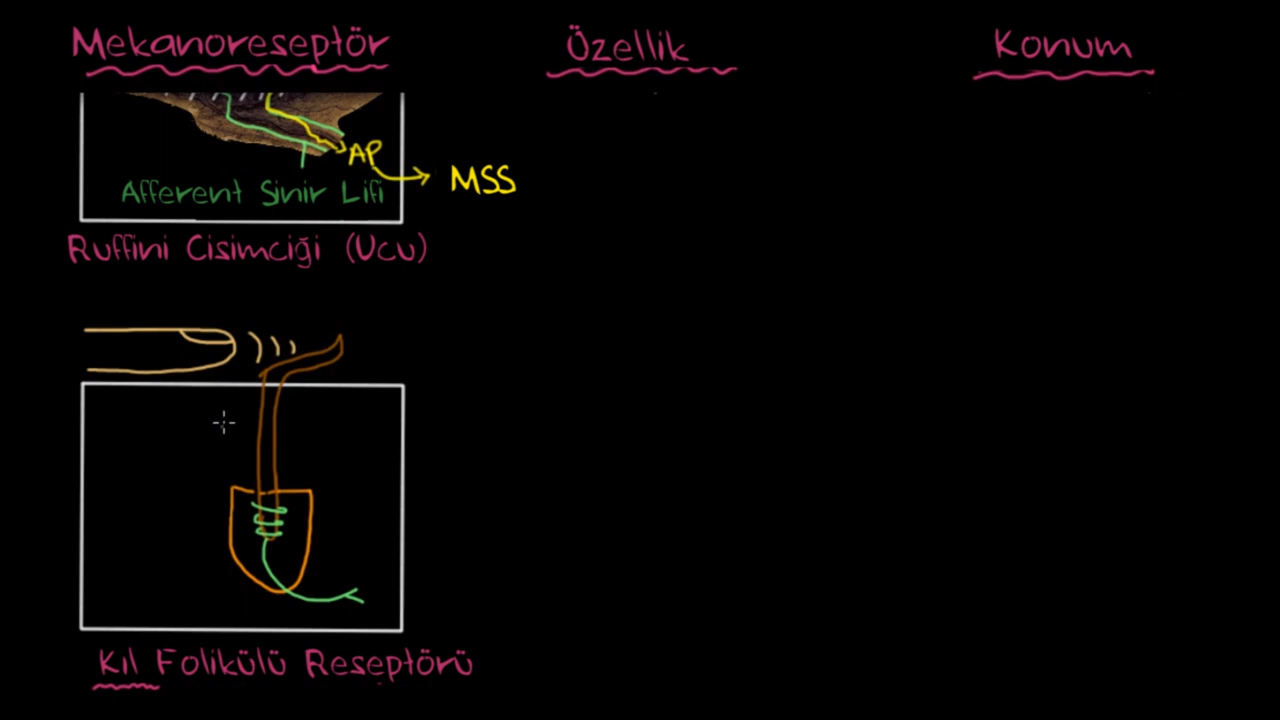 Mekanoreseptör Özellik Konum
AP
MSS
Afferent Sinir Lifi
Ruffini Cisimciği (Ucu)
Kıl Folikülü Reseptörü